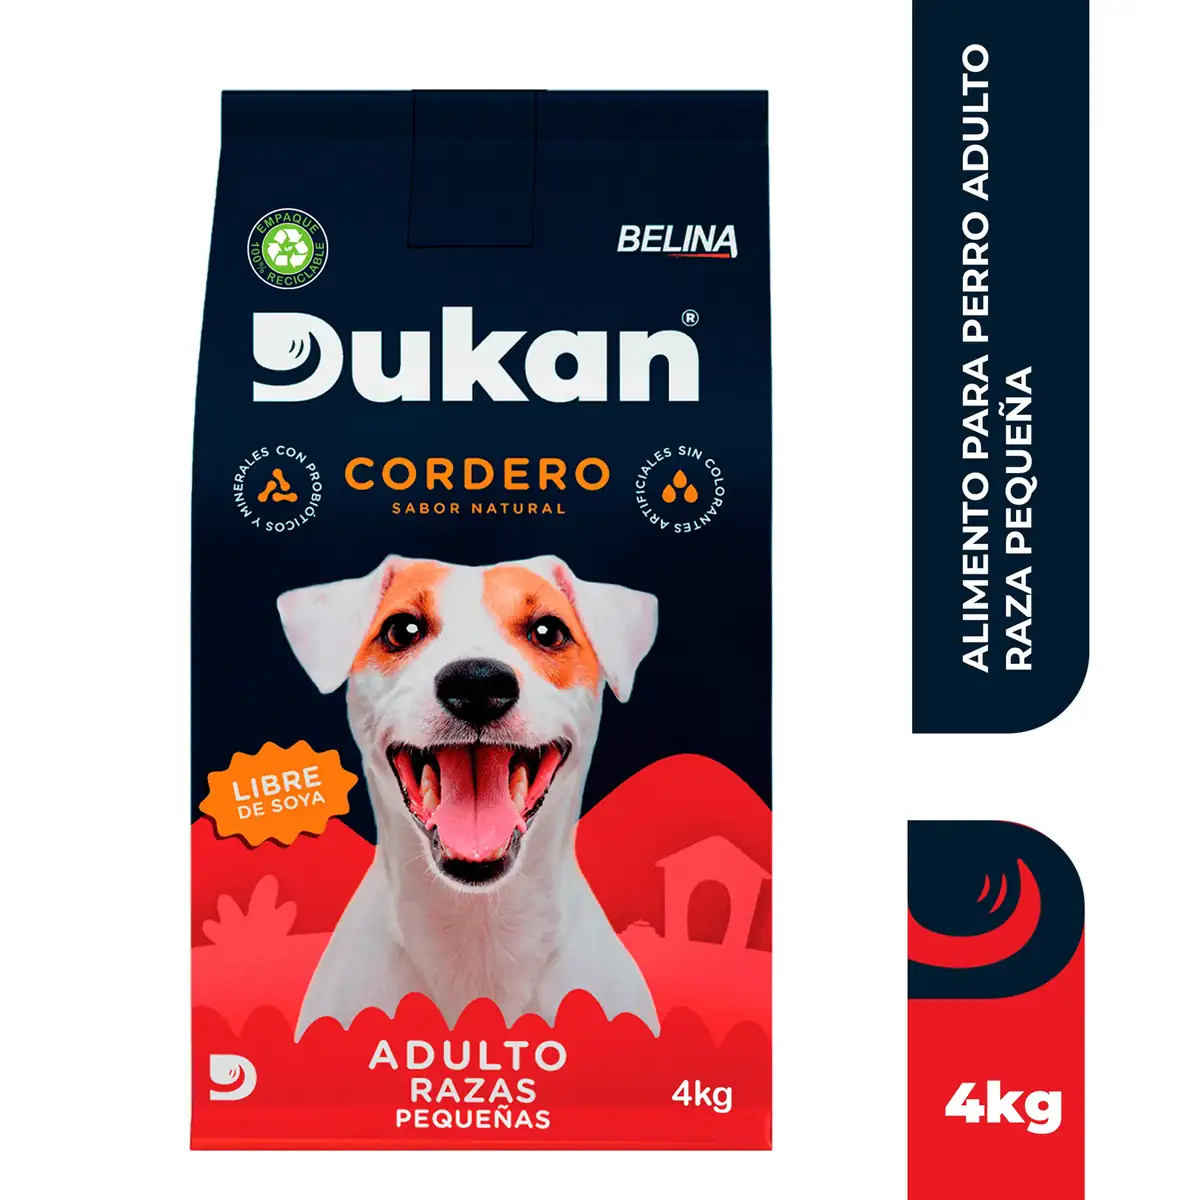 EMPAQUE
100% RECICLABLE
BELINA
Dukan®
MINERALES CON PROBIÓTICOS Y
CORDERO
SABOR NATURAL
SIN COLORANTES ARTIFICIALES
LIBRE
DE SOYA
ADULTO
RAZAS
PEQUEÑAS
4kg
ALIMENTO PARA PERRO ADULTO
RAZA PEQUEÑA
4kg